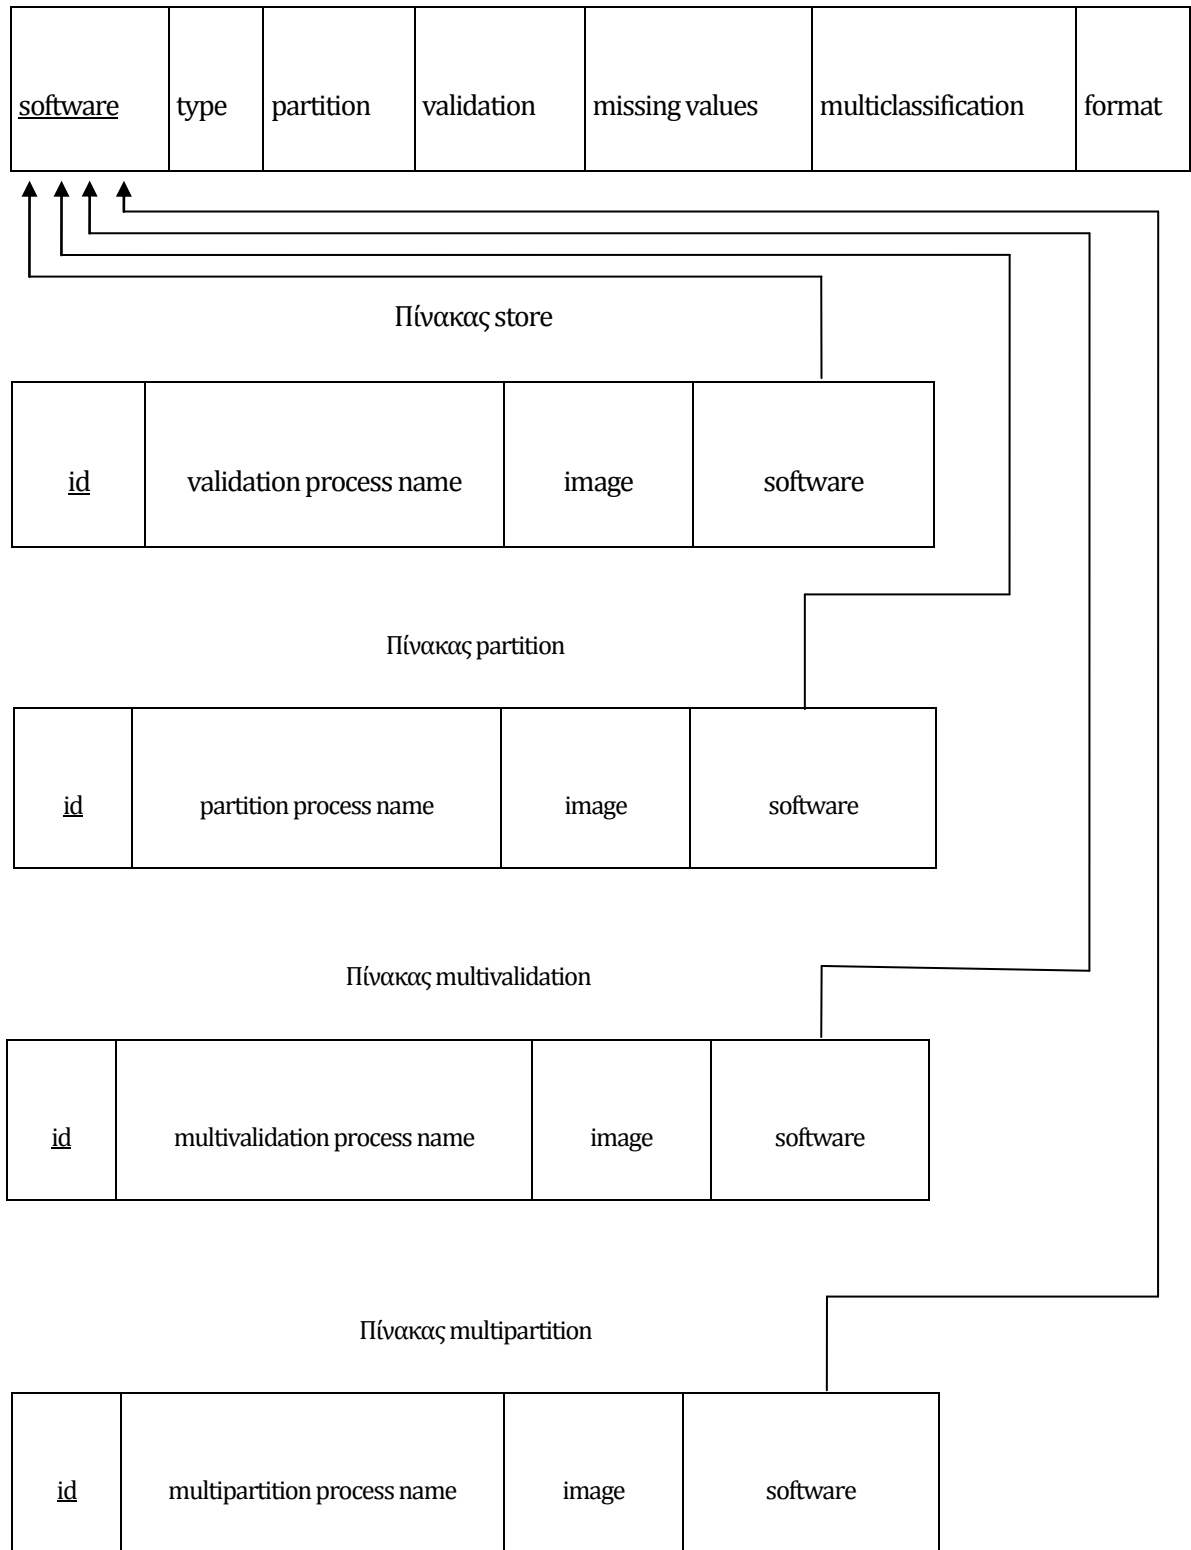 software type partition validation missing values multiclassification format
Πίνακας store
id validation process name image software
Πίνακας partition
id partition process name image software
Πίνακας multivalidation
id multivalidation process name image software
Πίνακας multipartition
id multipartition process name image software